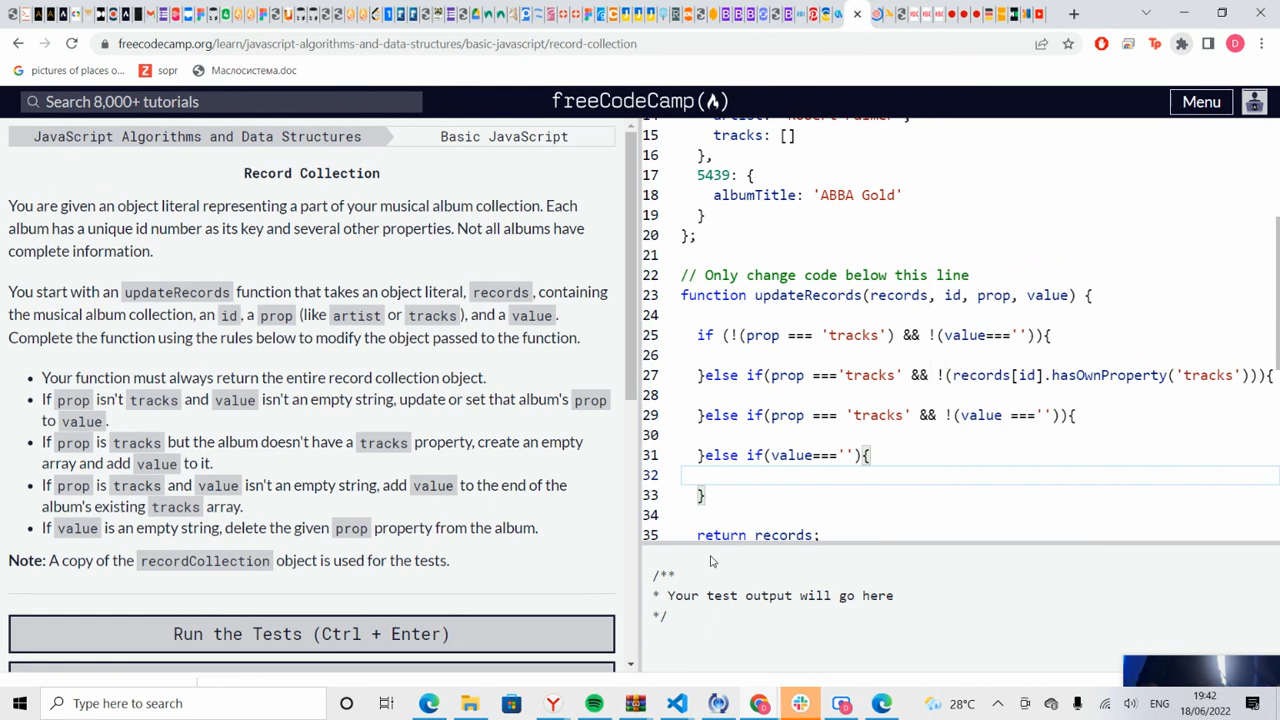 freecodecamp.org/learn/javascript-algorithms-and-data-structures/basic-javascript/record-collection
pictures of places o...
sopr
Маслосистема.doc
Search 8,000+ tutorials
freeCodeCamp
Menu
JavaScript Algorithms and Data Structures
Basic JavaScript
Record Collection
You are given an object literal representing a part of your musical album collection. Each
album has a unique id number as its key and several other properties. Not all albums have
complete information.
You start with an updateRecords function that takes an object literal, records, containing
the musical album collection, an id, a prop (like artist or tracks), and a value.
Complete the function using the rules below to modify the object passed to the function.
• Your function must always return the entire record collection object.
• If prop isn't tracks and value isn't an empty string, update or set that album's prop
to value.
• If prop is tracks but the album doesn't have a tracks property, create an empty
array and add value to it.
• If prop is tracks and value isn't an empty string, add value to the end of the
album's existing tracks array.
• If value is an empty string, delete the given prop property from the album.
Note: A copy of the recordCollection object is used for the tests.
Run the Tests (Ctrl + Enter)
15 tracks: []
16 },
17 5439: {
18 albumTitle: 'ABBA Gold'
19 }
20 };
21
22 // Only change code below this line
23 function updateRecords(records, id, prop, value) {
24
25 if (!(prop === 'tracks') && !(value==='')){
26
27 }else if(prop ==='tracks' && !(records[id].hasOwnProperty('tracks'))){
28
29 }else if(prop === 'tracks' && !(value ==='')){
30
31 }else if(value===''){
32
33 }
34
35 return records;
/**
* Your test output will go here
*/
Type here to search
28°C
ENG
19:42
18/06/2022